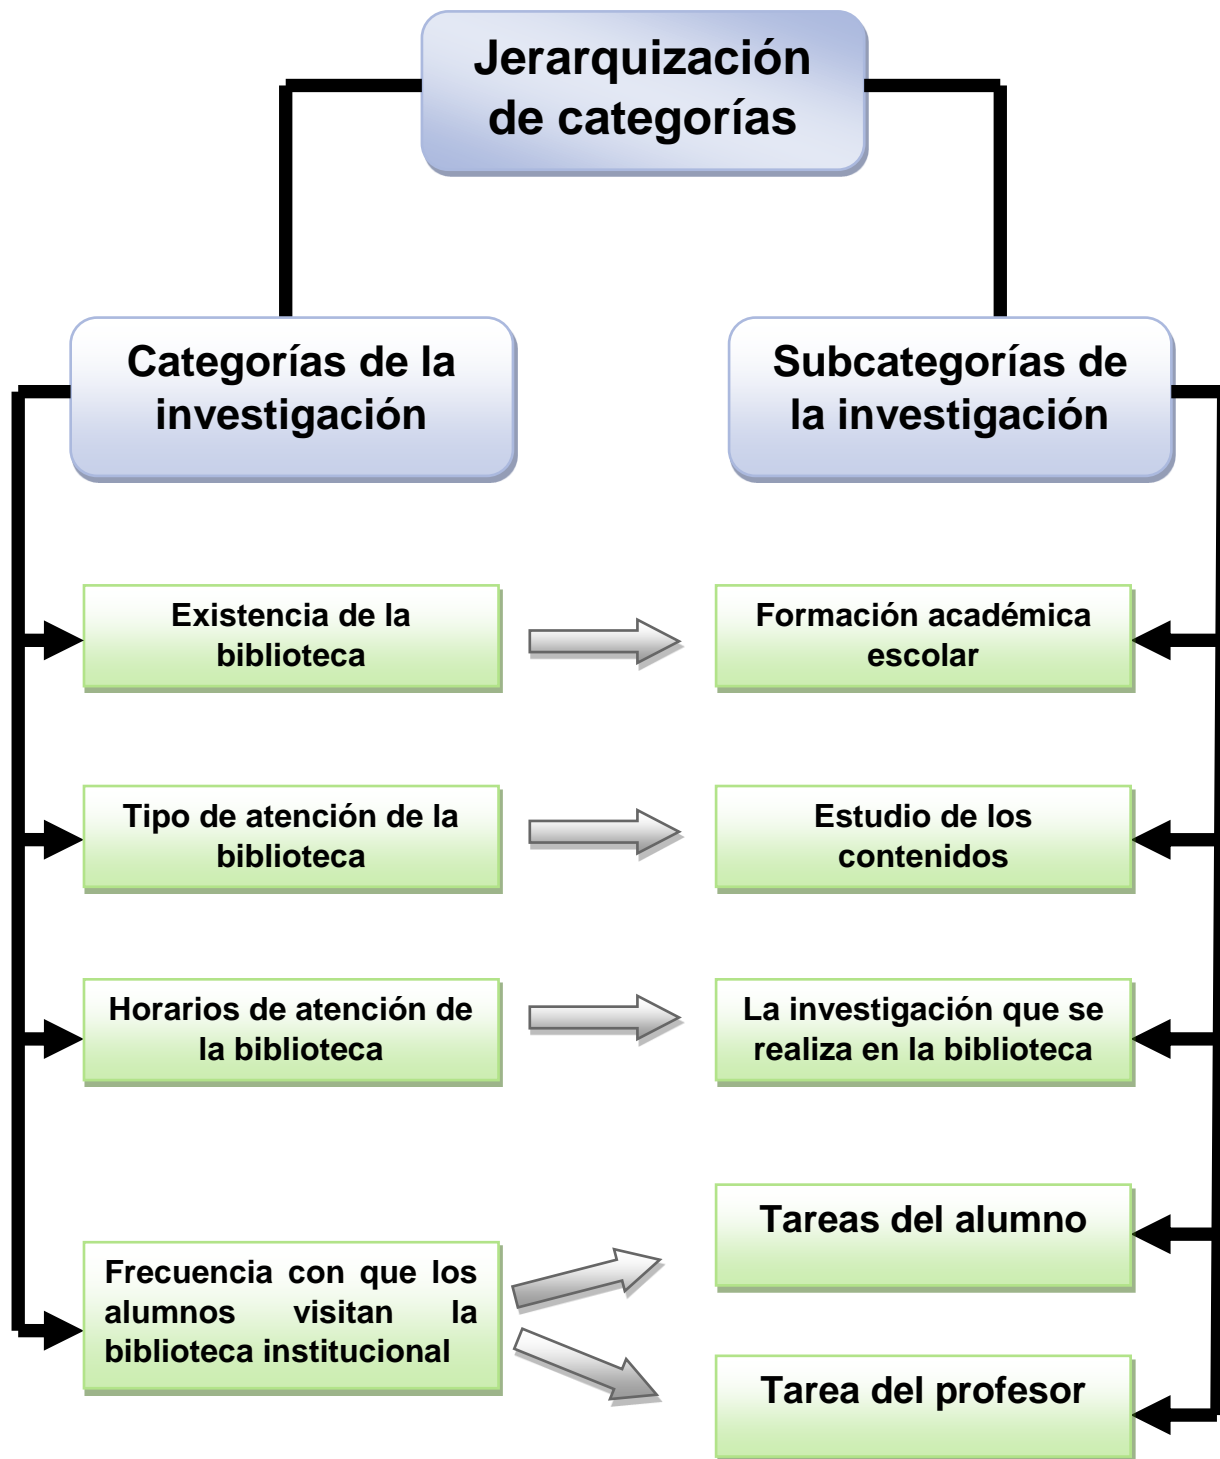 Jerarquización
de categorías
Categorías de la
investigación
Subcategorías de
la investigación
Existencia de la
biblioteca
Formación académica
escolar
Tipo de atención de la
biblioteca
Estudio de los
contenidos
Horarios de atención de
la biblioteca
La investigación que se
realiza en la biblioteca
Frecuencia con que los
alumnos visitan la
biblioteca institucional
Tareas del alumno
Tarea del profesor